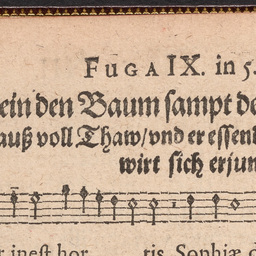 FUGA IX. in 5.
ein den Baum sampt de
auß voll Thaw/vnd er essen
wirt sich erjun
r inest hor tis Sophiæ d